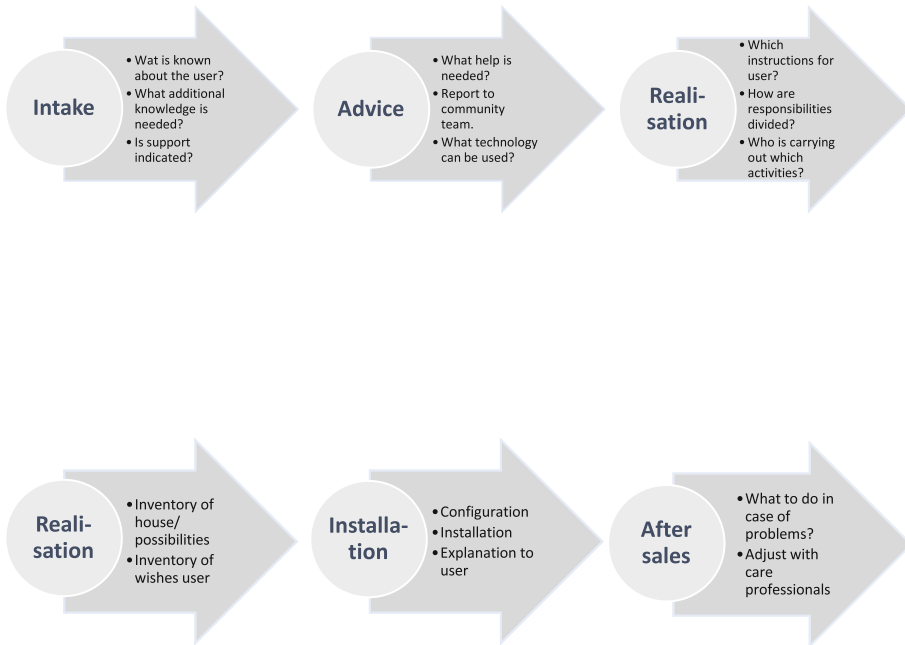 Intake
• Wat is known
about the user?
• What additional
knowledge is
needed?
• Is support
indicated?
Advice
• What help is
needed?
• Report to
community
team.
• What technology
can be used?
Reali-
sation
• Which
instructions for
user?
• How are
responsibilities
divided?
• Who is carrying
out which
activities?
Reali-
sation
• Inventory of
house/
possibilities
• Inventory of
wishes user
Installa-
tion
• Configuration
• Installation
• Explanation to
user
After
sales
• What to do in
case of
problems?
• Adjust with
care
professionals